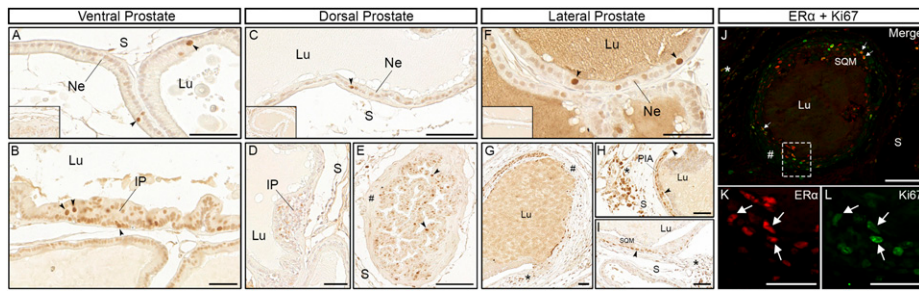 Ventral Prostate
Dorsal Prostate
Lateral Prostate
ERα + Ki67
A
S
Ne
Lu
C
Lu
Ne
S
F
Lu
Ne
J
Merge
*
SQM
Lu
#
S
B
Lu
IP
D
IP
S
Lu
E
#
S
G
#
Lu
*
H
PIA
*
Lu
S
I
Lu
SQM
S
*
K
ERα
L
Ki67